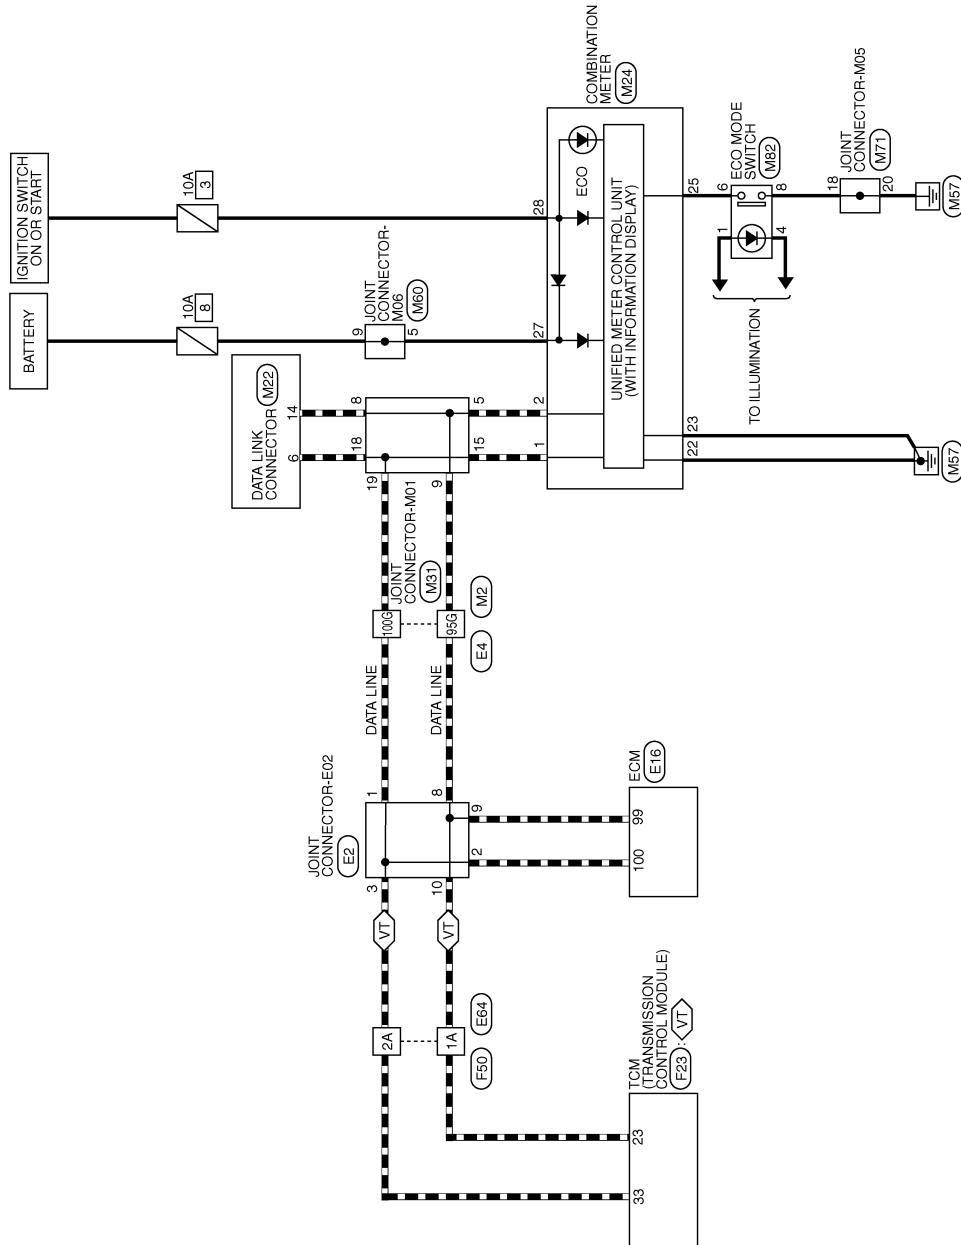 IGNITION SWITCH
ON OR START
BATTERY
10A
3
10A
8
JOINT
CONNECTOR-
M06
M60
9
5
DATA LINK
CONNECTOR
M22
6
14
18
8
19
9
15
5
1
2
27
28
COMBINATION
METER
M24
ECO
UNIFIED METER CONTROL UNIT
(WITH INFORMATION DISPLAY)
22
23
25
TO ILLUMINATION
1
4
6
8
ECO MODE
SWITCH
M82
18
20
JOINT
CONNECTOR-M05
M71
M57
M57
JOINT
CONNECTOR-M01
M31
100G
95G
M2
E4
DATA LINE
DATA LINE
JOINT
CONNECTOR-E02
E2
1
8
3
10
2
9
ECM
E16
100
99
VT
VT
2A
1A
E64
F50
TCM
(TRANSMISSION
CONTROL MODULE)
F23 : VT
33
23